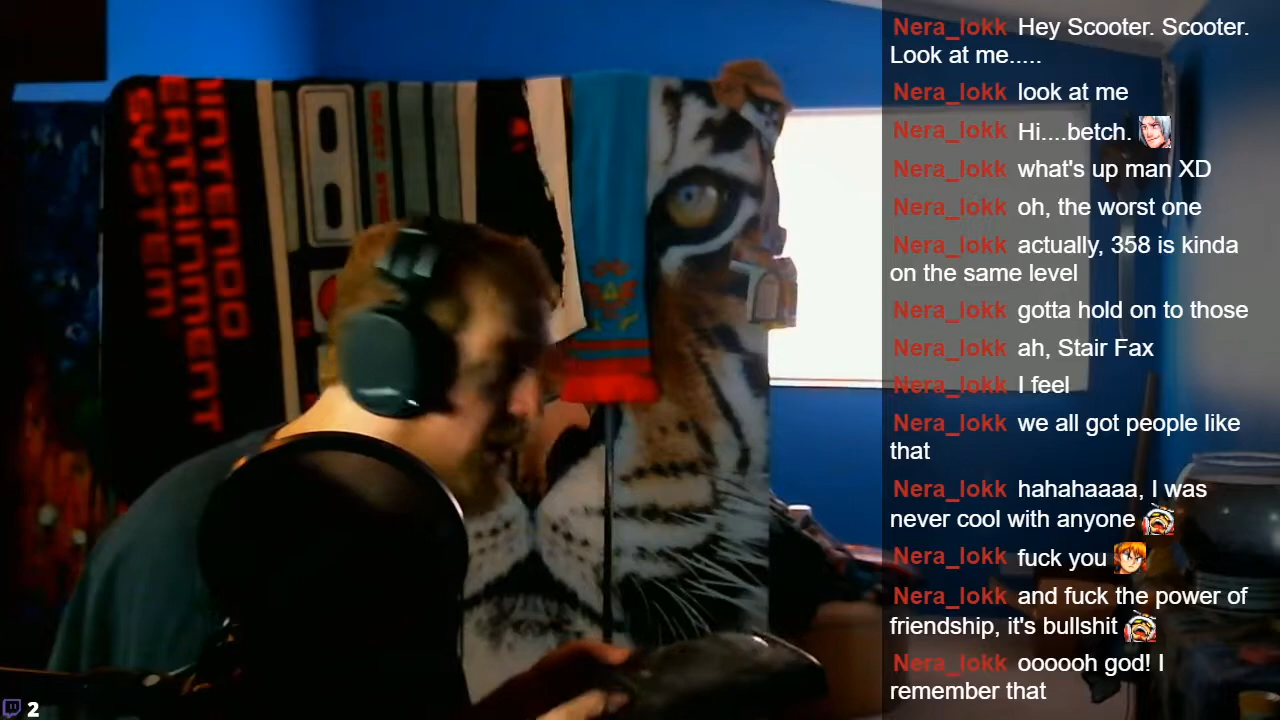 NINTENDO
ENTERTAINMENT
SYSTEM
Nera_lokk Hey Scooter. Scooter.
Look at me.....
Nera_lokk look at me
Nera_lokk Hi....betch.
Nera_lokk what's up man XD
Nera_lokk oh, the worst one
Nera_lokk actually, 358 is kinda
on the same level
Nera_lokk gotta hold on to those
Nera_lokk ah, Stair Fax
Nera_lokk I feel
Nera_lokk we all got people like
that
Nera_lokk hahahaaaa, I was
never cool with anyone
Nera_lokk fuck you
Nera_lokk and fuck the power of
friendship, it's bullshit
Nera_lokk oooooh god! I
remember that
2